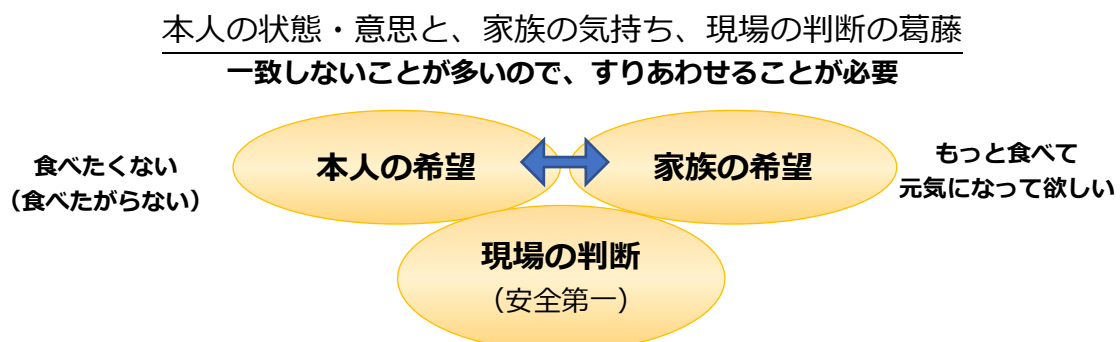 本人の状態・意思と、家族の気持ち、現場の判断の葛藤
一致しないことが多いので、すりあわせることが必要
食べたくない
（食べたがらない）
本人の希望
家族の希望
もっと食べて
元気になって欲しい
現場の判断
（安全第一）